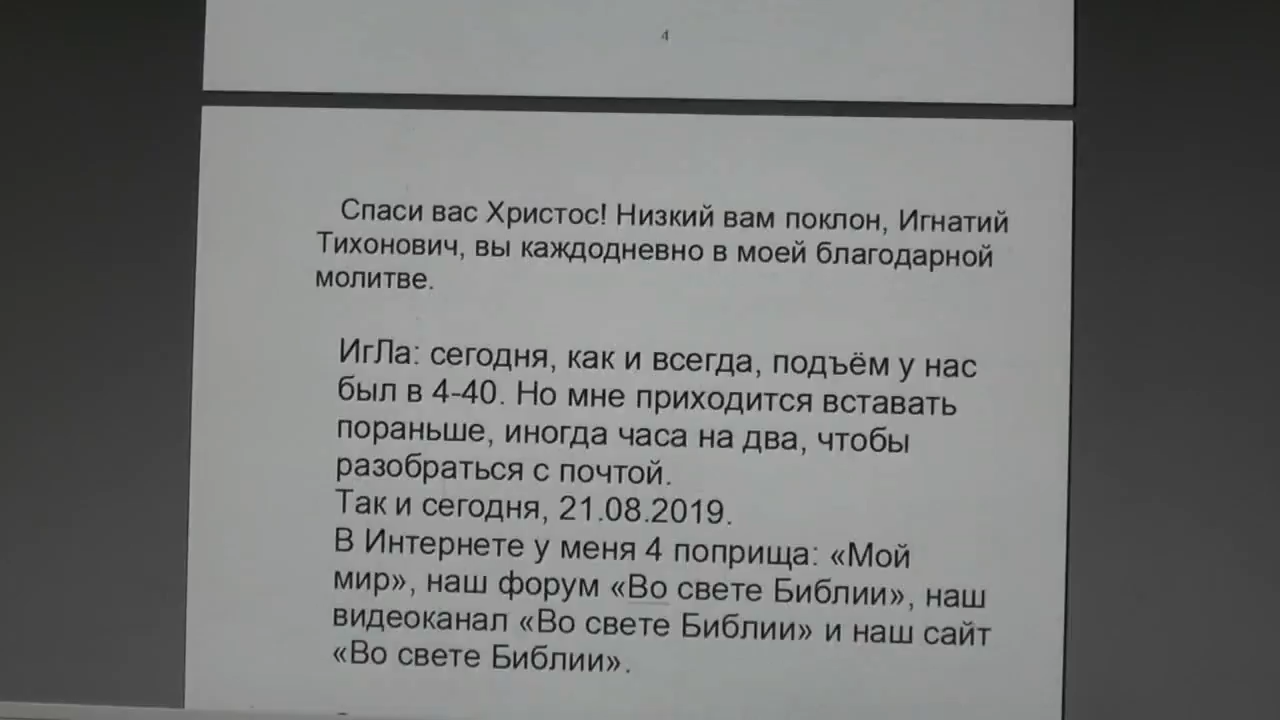 4
Спаси вас Христос! Низкий вам поклон, Игнатий
Тихонович, вы каждодневно в моей благодарной
молитве.
ИгЛа: сегодня, как и всегда, подъём у нас
был в 4-40. Но мне приходится вставать
пораньше, иногда часа на два, чтобы
разобраться с почтой.
Так и сегодня, 21.08.2019.
В Интернете у меня 4 поприща: «Мой
мир», наш форум «Во свете Библии», наш
видеоканал «Во свете Библии» и наш сайт
«Во свете Библии».